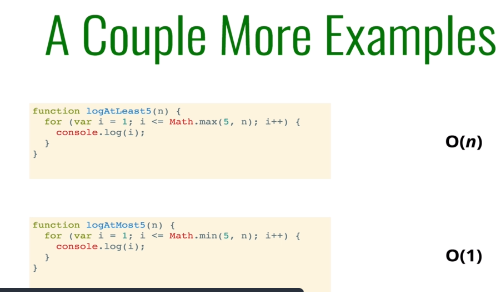 A Couple More Examples
function logAtLeast5(n) {
  for (var i = 1; i <= Math.max(5, n); i++) {
    console.log(i);
  }
}
O(n)
function logAtMost5(n) {
  for (var i = 1; i <= Math.min(5, n); i++) {
    console.log(i);
  }
}
O(1)